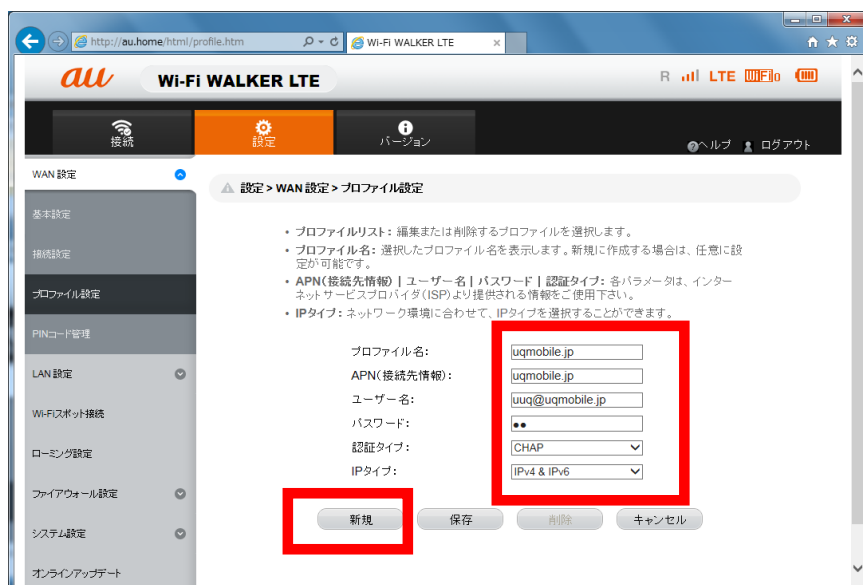 http://au.home/html/profile.htm
Wi-Fi WALKER LTE
au Wi-Fi WALKER LTE
R LTE
接続 設定 バージョン
ヘルプ ログアウト
WAN 設定
設定 > WAN 設定 > プロファイル設定
基本設定
接続設定
プロファイル設定
PINコード管理
LAN 設定
Wi-Fiスポット接続
ローミング設定
ファイアウォール設定
システム設定
オンラインアップデート
• プロファイルリスト: 編集または削除するプロファイルを選択します。
• プロファイル名: 選択したプロファイル名を表示します。新規に作成する場合は、任意に設
定が可能です。
• APN(接続先情報) | ユーザー名 | パスワード | 認証タイプ: 各パラメータは、インター
ネットサービスプロバイダ(ISP)より提供される情報をご使用下さい。
• IPタイプ: ネットワーク環境に合わせて、IPタイプを選択することができます。
プロファイル名: uqmobile.jp
APN(接続先情報): uqmobile.jp
ユーザー名: uuq@uqmobile.jp
パスワード: ●●
認証タイプ: CHAP
IPタイプ: IPv4 & IPv6
新規 保存 削除 キャンセル